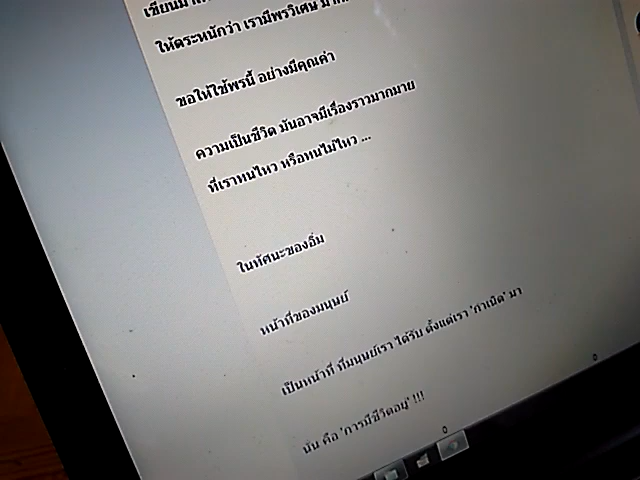 ให้ตระหนักว่า เรามีพรวิเศษ
ขอให้ใช้พรนี้ อย่างมีคุณค่า
ความเป็นชีวิต มันอาจมีเรื่องราวมากมาย
ที่เราทนไหว หรือทนไม่ไหว ...
ในทัศนะของอิ่ม
หน้าที่ของมนุษย์
เป็นหน้าที่ ที่มนุษย์เรา ได้รับ ตั้งแต่เรา 'กำเนิด' มา
นั่น คือ 'การมีชีวิตอยู่' !!!